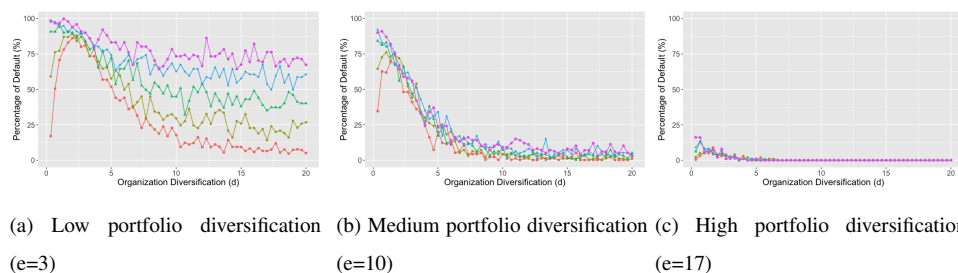 100
75
50
25
0
Percentage of Default (%)
0
5
10
15
20
Organization Diversification (d)
100
75
50
25
0
Percentage of Default (%)
0
5
10
15
20
Organization Diversification (d)
100
75
50
25
0
Percentage of Default (%)
0
5
10
15
20
Organization Diversification (d)
(a) Low portfolio diversification
(e=3)
(b) Medium portfolio diversification
(e=10)
(c) High portfolio diversification
(e=17)